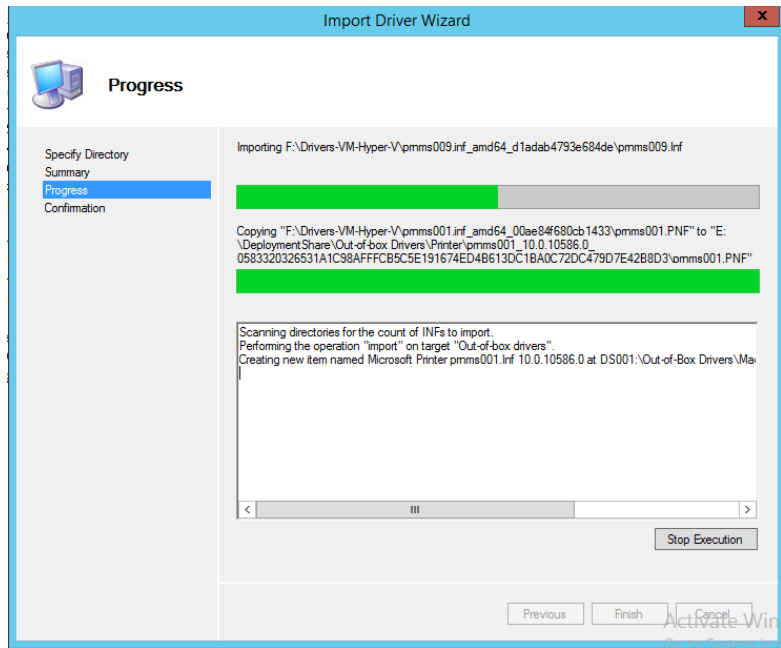 Import Driver Wizard
x
Progress
Specify Directory
Summary
Progress
Confirmation
Importing F:\Drivers-VM-Hyper-V\prnms009.inf_amd64_d1adab4793e684de\prnms009.Inf
Copying "F:\Drivers-VM-Hyper-V\prnms001.inf_amd64_00ae84f680cb1433\prnms001.PNF" to "E:
\DeploymentShare\Out-of-box Drivers\Printer\prnms001_10.0.10586.0_
0583320326531A1C98AFFFCB5C5E191674ED4B613DC1BA0C72DC479D7E42B8D3\prnms001.PNF"
Scanning directories for the count of INFs to import.
Performing the operation "import" on target "Out-of-box drivers".
Creating new item named Microsoft Printer prnms001.Inf 10.0.10586.0 at DS001:\Out-of-Box Drivers\Ma
Stop Execution
Previous
Finish
Cancel
Activate Win